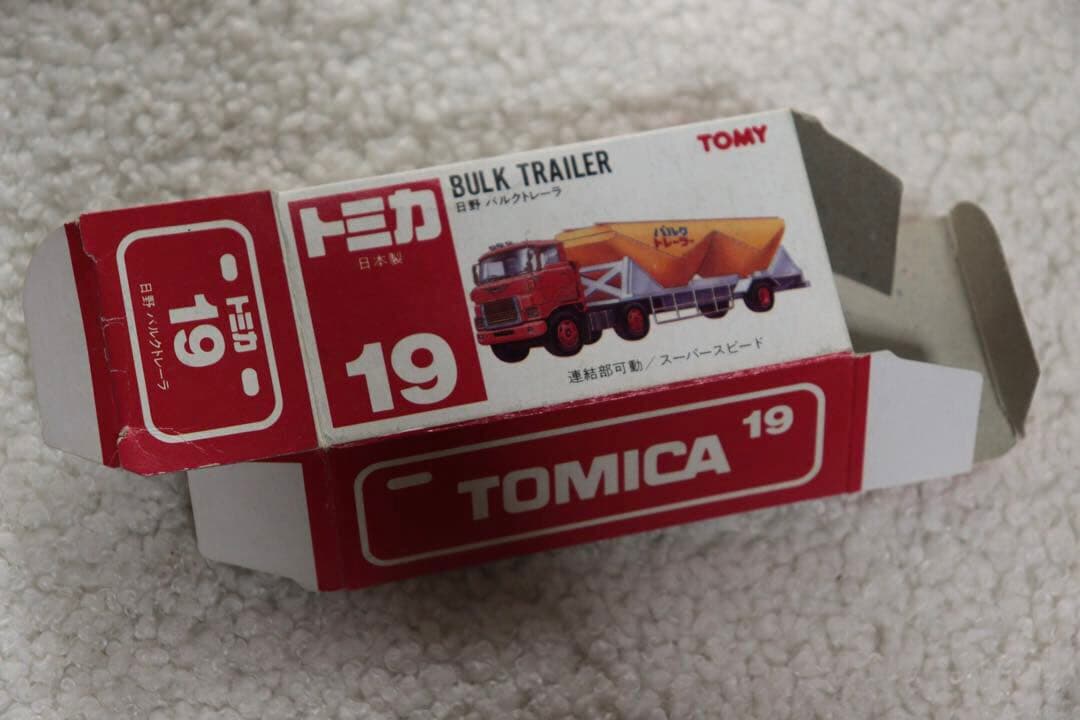 トミカ
日本製
19
BULK TRAILER
日野 バルクトレーラ
TOMY
バルク
トレーラー
連結部可動/スーパースピード
トミカ
19
日野 バルクトレーラ
TOMICA 19